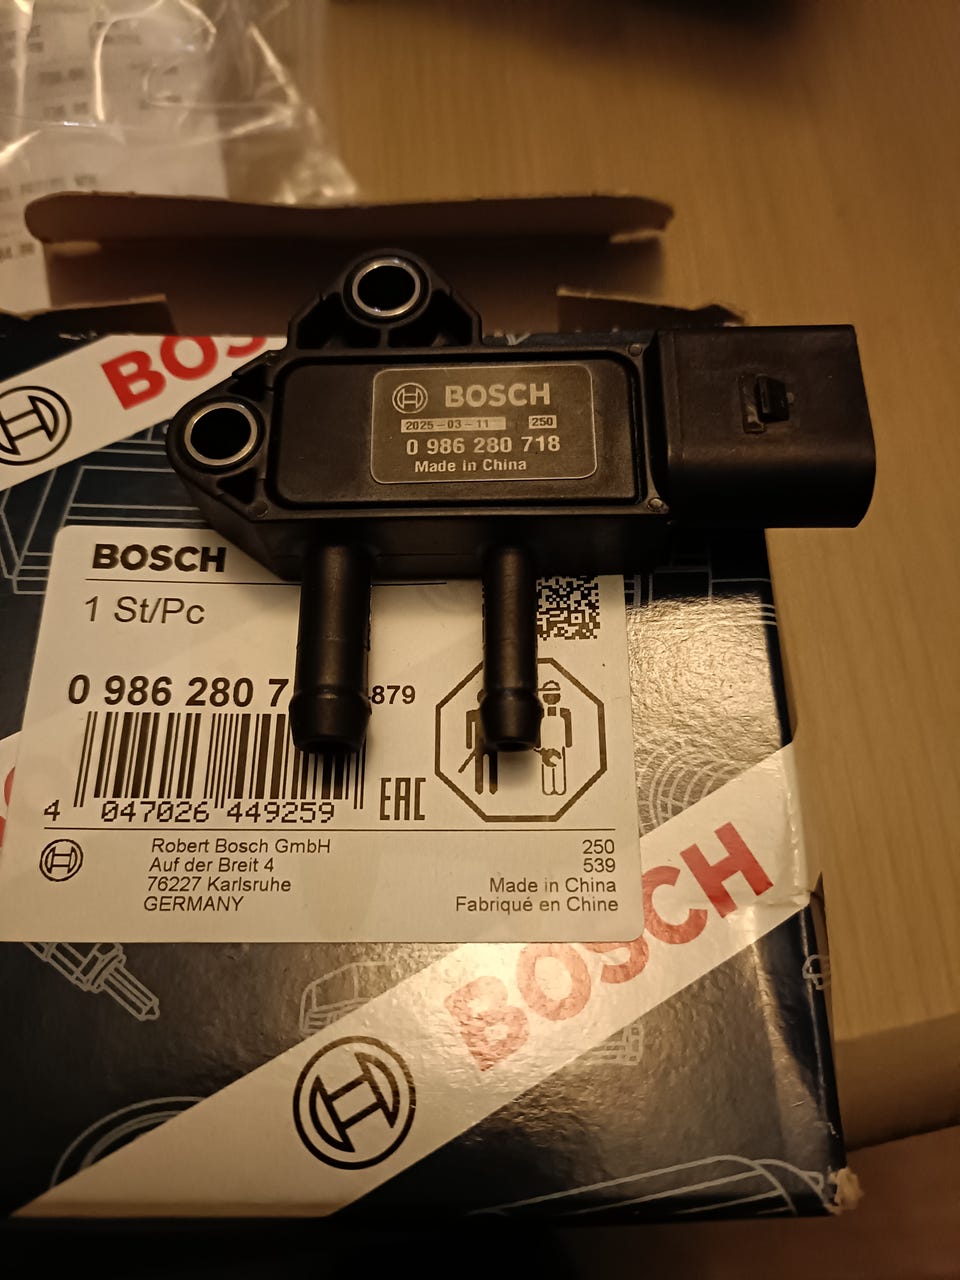 BOSCH
BOSCH
2025-03-11 250
0 986 280 718
Made in China
BOSCH
1 St/Pc
0 986 280 7 -879
4 047026 449259
EAC
Robert Bosch GmbH
Auf der Breit 4
76227 Karlsruhe
GERMANY
250
539
Made in China
Fabriqué en Chine
BOSCH